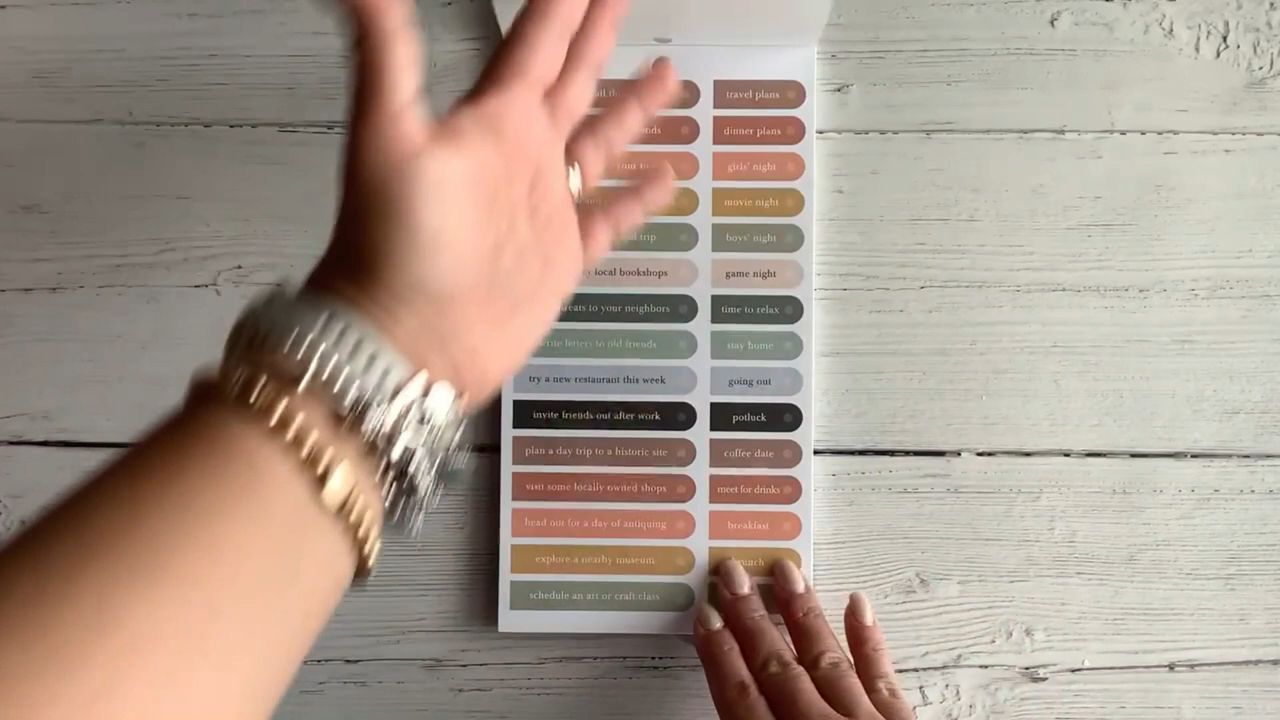 travel plans
dinner plans
girls' night
movie night
trip
boys' night
local bookshops
game night
to your neighbors
time to relax
write letters to old friends
stay home
try a new restaurant this week
going out
invite friends out after work
potluck
plan a day trip to a historic site
coffee date
visit some locally owned shops
meet for drinks
head out for a day of antiquing
breakfast
explore a nearby museum
schedule an art or craft class